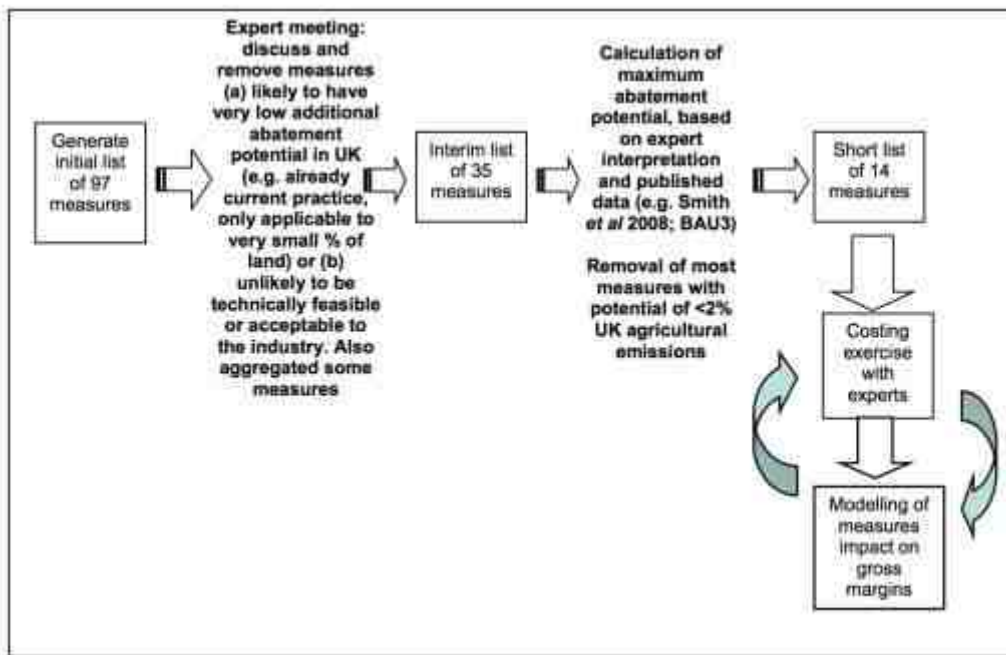 Generate
initial list
of 97
measures
Expert meeting:
discuss and
remove measures
(a) likely to have
very low additional
abatement
potential in UK
(e.g. already
current practice,
only applicable to
very small % of
land) or (b)
unlikely to be
technically feasible
or acceptable to
the industry. Also
aggregated some
measures
Interim list
of 35
measures
Calculation of
maximum
abatement
potential, based
on expert
interpretation
and published
data (e.g. Smith
et al 2008; BAU3)
Removal of most
measures with
potential of <2%
UK agricultural
emissions
Short list
of 14
measures
Costing
exercise
with
experts
Modelling of
measures
impact on
gross
margins